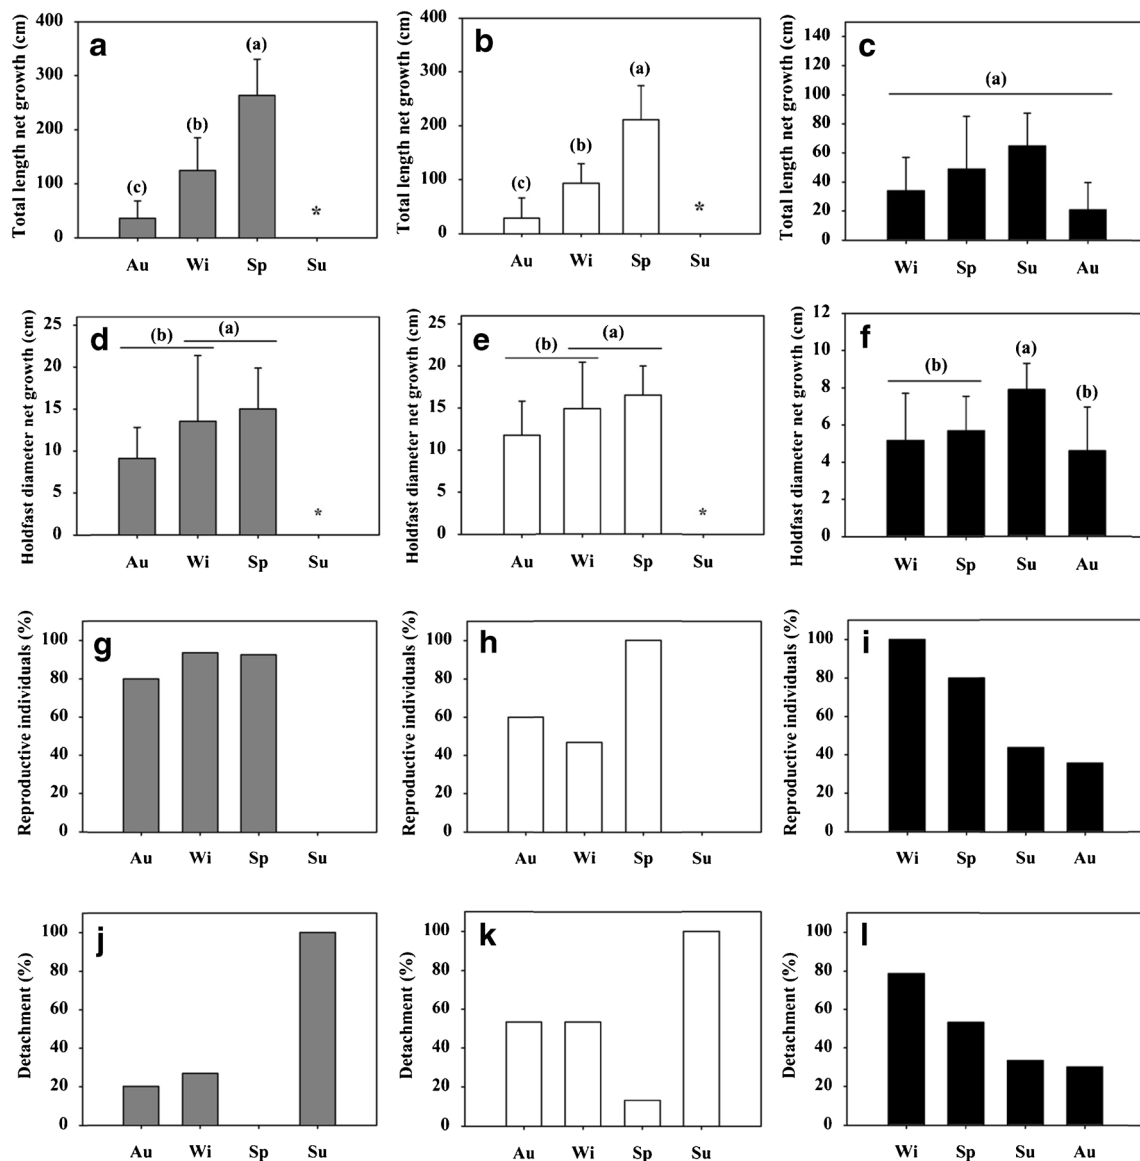 a
Total length net growth (cm)
400
300
200
100
0
(c)
(b)
(a)
*
Au Wi Sp Su
b
Total length net growth (cm)
400
300
200
100
0
(c)
(b)
(a)
*
Au Wi Sp Su
c
Total length net growth (cm)
140
120
100
80
60
40
20
0
(a)
Wi Sp Su Au
d
Holdfast diameter net growth (cm)
25
20
15
10
5
0
(b)
(a)
*
Au Wi Sp Su
e
Holdfast diameter net growth (cm)
25
20
15
10
5
0
(b)
(a)
*
Au Wi Sp Su
f
Holdfast diameter net growth (cm)
12
10
8
6
4
2
0
(b)
(a)
(b)
Wi Sp Su Au
g
Reproductive individuals (%)
100
80
60
40
20
0
Au Wi Sp Su
h
Reproductive individuals (%)
100
80
60
40
20
0
Au Wi Sp Su
i
Reproductive individuals (%)
100
80
60
40
20
0
Wi Sp Su Au
j
Detachment (%)
100
80
60
40
20
0
Au Wi Sp Su
k
Detachment (%)
100
80
60
40
20
0
Au Wi Sp Su
l
Detachment (%)
100
80
60
40
20
0
Wi Sp Su Au